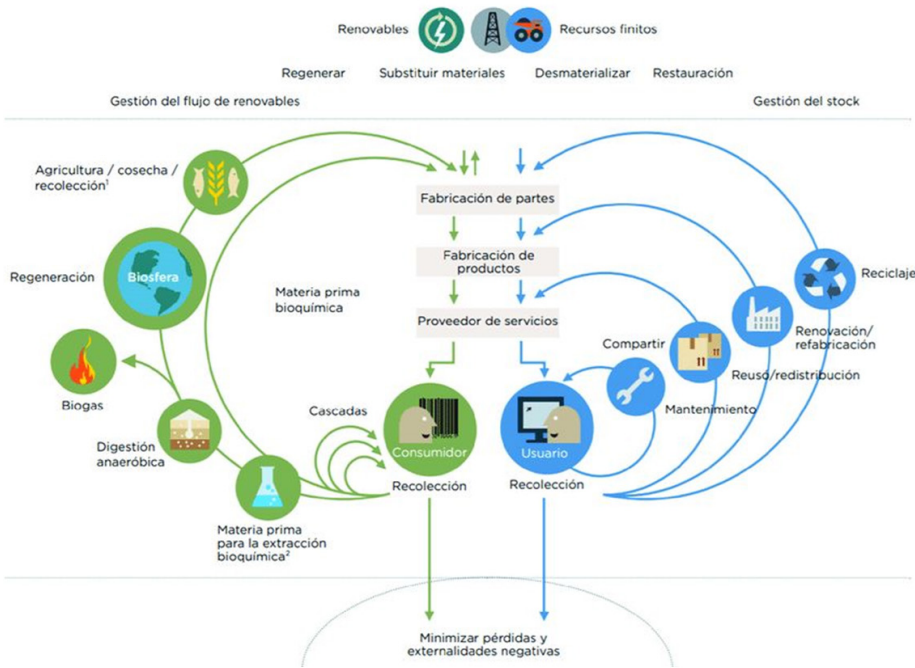 Renovables
Recursos finitos
Regenerar
Substituir materiales
Desmaterializar
Restauración
Gestión del flujo de renovables
Gestión del stock
Agricultura / cosecha /
recolección¹
Fabricación de partes
Regeneración
Biosfera
Fabricación de
productos
Reciclaje
Materia prima
bioquímica
Proveedor de servicios
Renovación/
refabricación
Compartir
Reuso/redistribución
Biogas
Mantenimiento
Cascadas
Digestión
anaeróbica
Consumidor
Usuario
Recolección
Recolección
Materia prima
para la extracción
bioquímica²
Minimizar pérdidas y
externalidades negativas